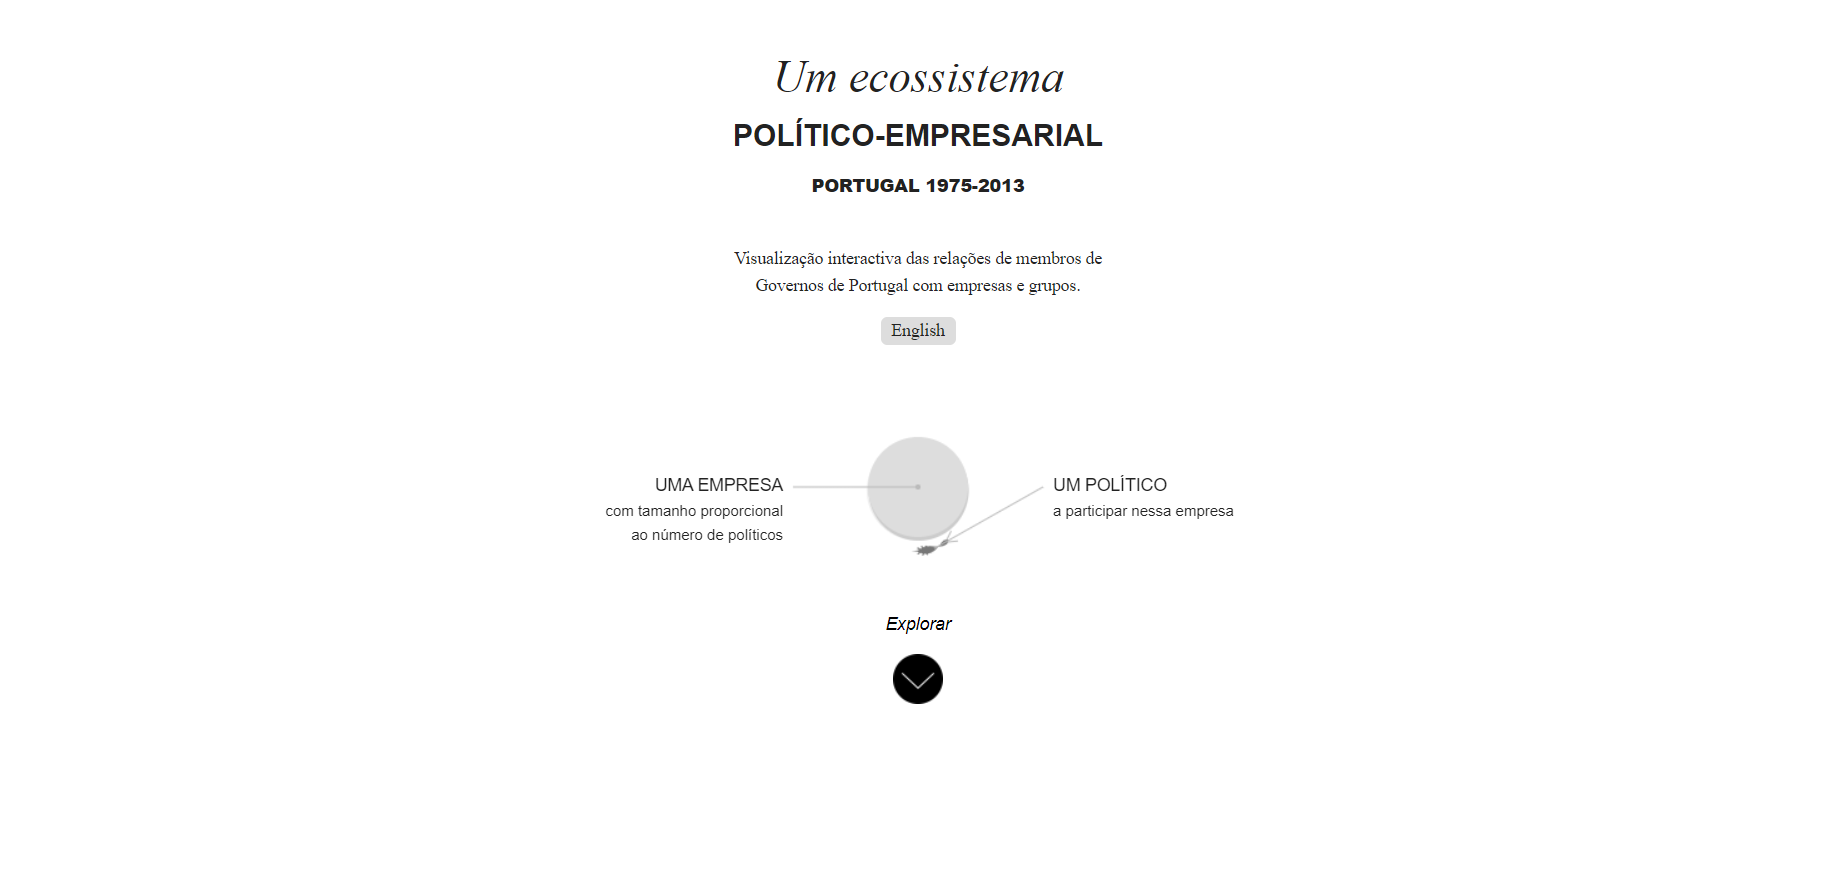 Um ecossistema
POLÍTICO-EMPRESARIAL
PORTUGAL 1975-2013
Visualização interactiva das relações de membros de
Governos de Portugal com empresas e grupos.
English
UMA EMPRESA
com tamanho proporcional
ao número de políticos
UM POLÍTICO
a participar nessa empresa
Explorar